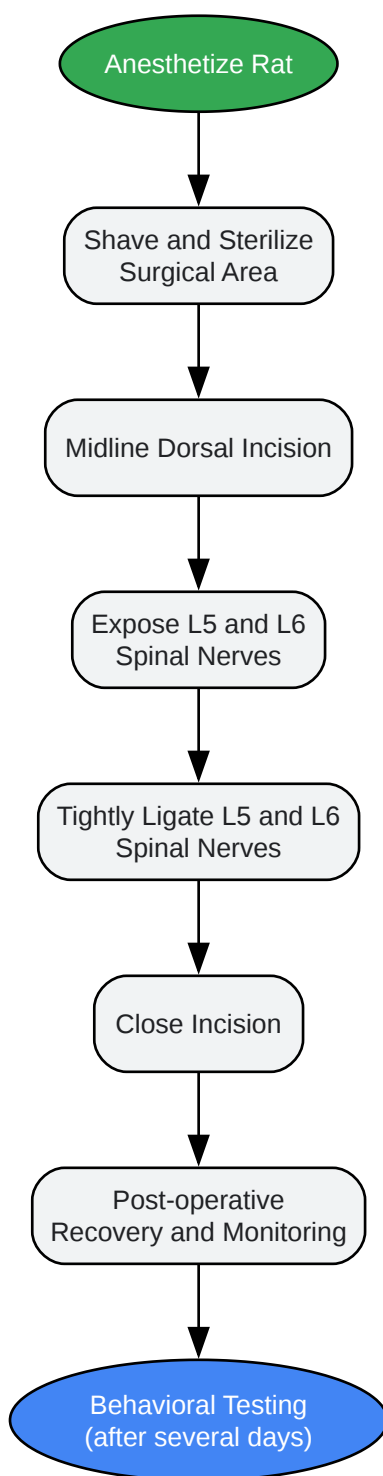 Anesthetize Rat
Shave and Sterilize
Surgical Area
Midline Dorsal Incision
Expose L5 and L6
Spinal Nerves
Tightly Ligate L5 and L6
Spinal Nerves
Close Incision
Post-operative
Recovery and Monitoring
Behavioral Testing
(after several days)